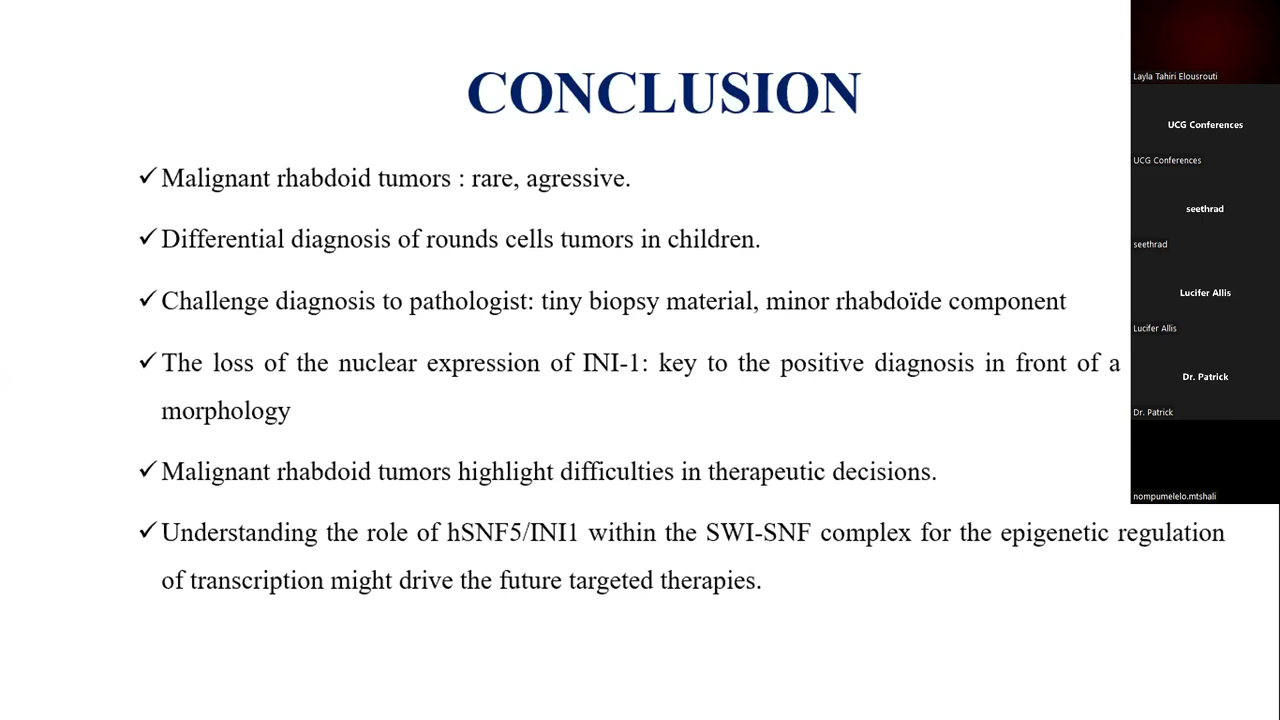 CONCLUSION
✓ Malignant rhabdoid tumors : rare, agressive.
✓ Differential diagnosis of rounds cells tumors in children.
✓ Challenge diagnosis to pathologist: tiny biopsy material, minor rhabdoïde component
✓ The loss of the nuclear expression of INI-1: key to the positive diagnosis in front of a
morphology
✓ Malignant rhabdoid tumors highlight difficulties in therapeutic decisions.
✓ Understanding the role of hSNF5/INI1 within the SWI-SNF complex for the epigenetic regulation
of transcription might drive the future targeted therapies.
Layla Tahiri Elousrouti
UCG Conferences
UCG Conferences
seethrad
seethrad
Lucifer Allis
Lucifer Allis
Dr. Patrick
Dr. Patrick
nompumelelo.mtshali